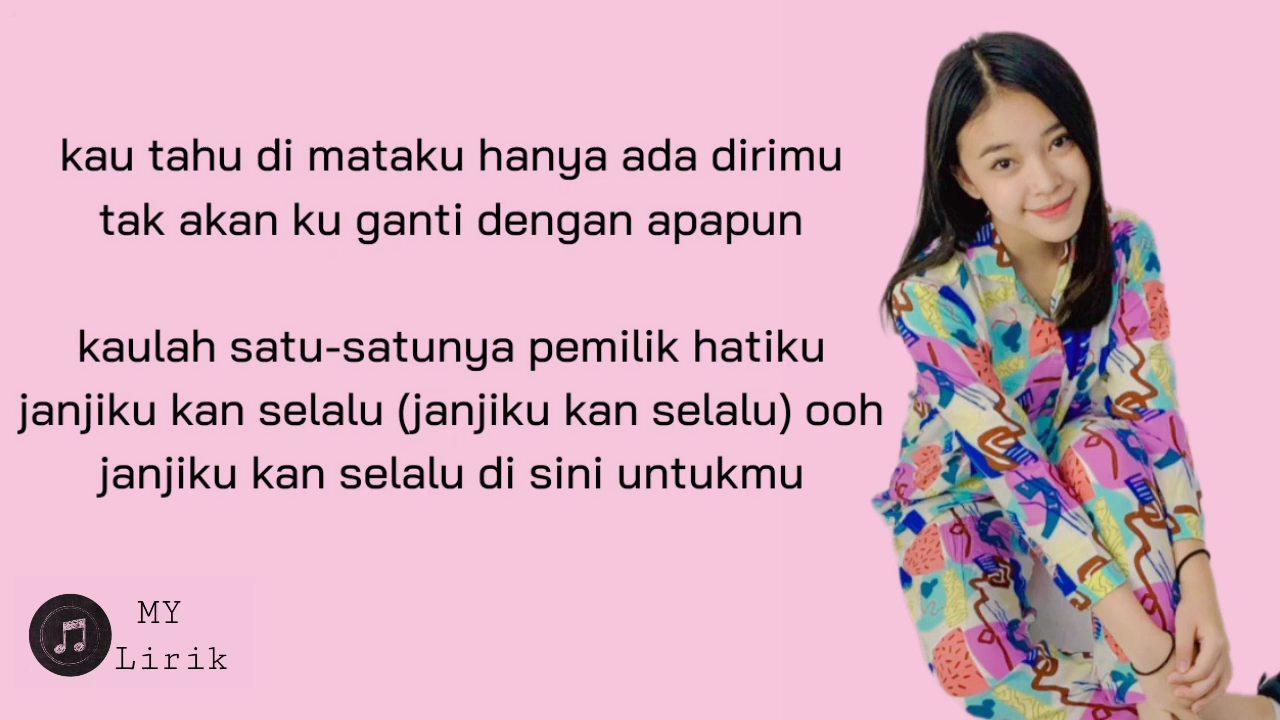 kau tahu di mataku hanya ada dirimu
tak akan ku ganti dengan apapun
kaulah satu-satunya pemilik hatiku
janjiku kan selalu (janjiku kan selalu) ooh
janjiku kan selalu di sini untukmu
MY
Lirik